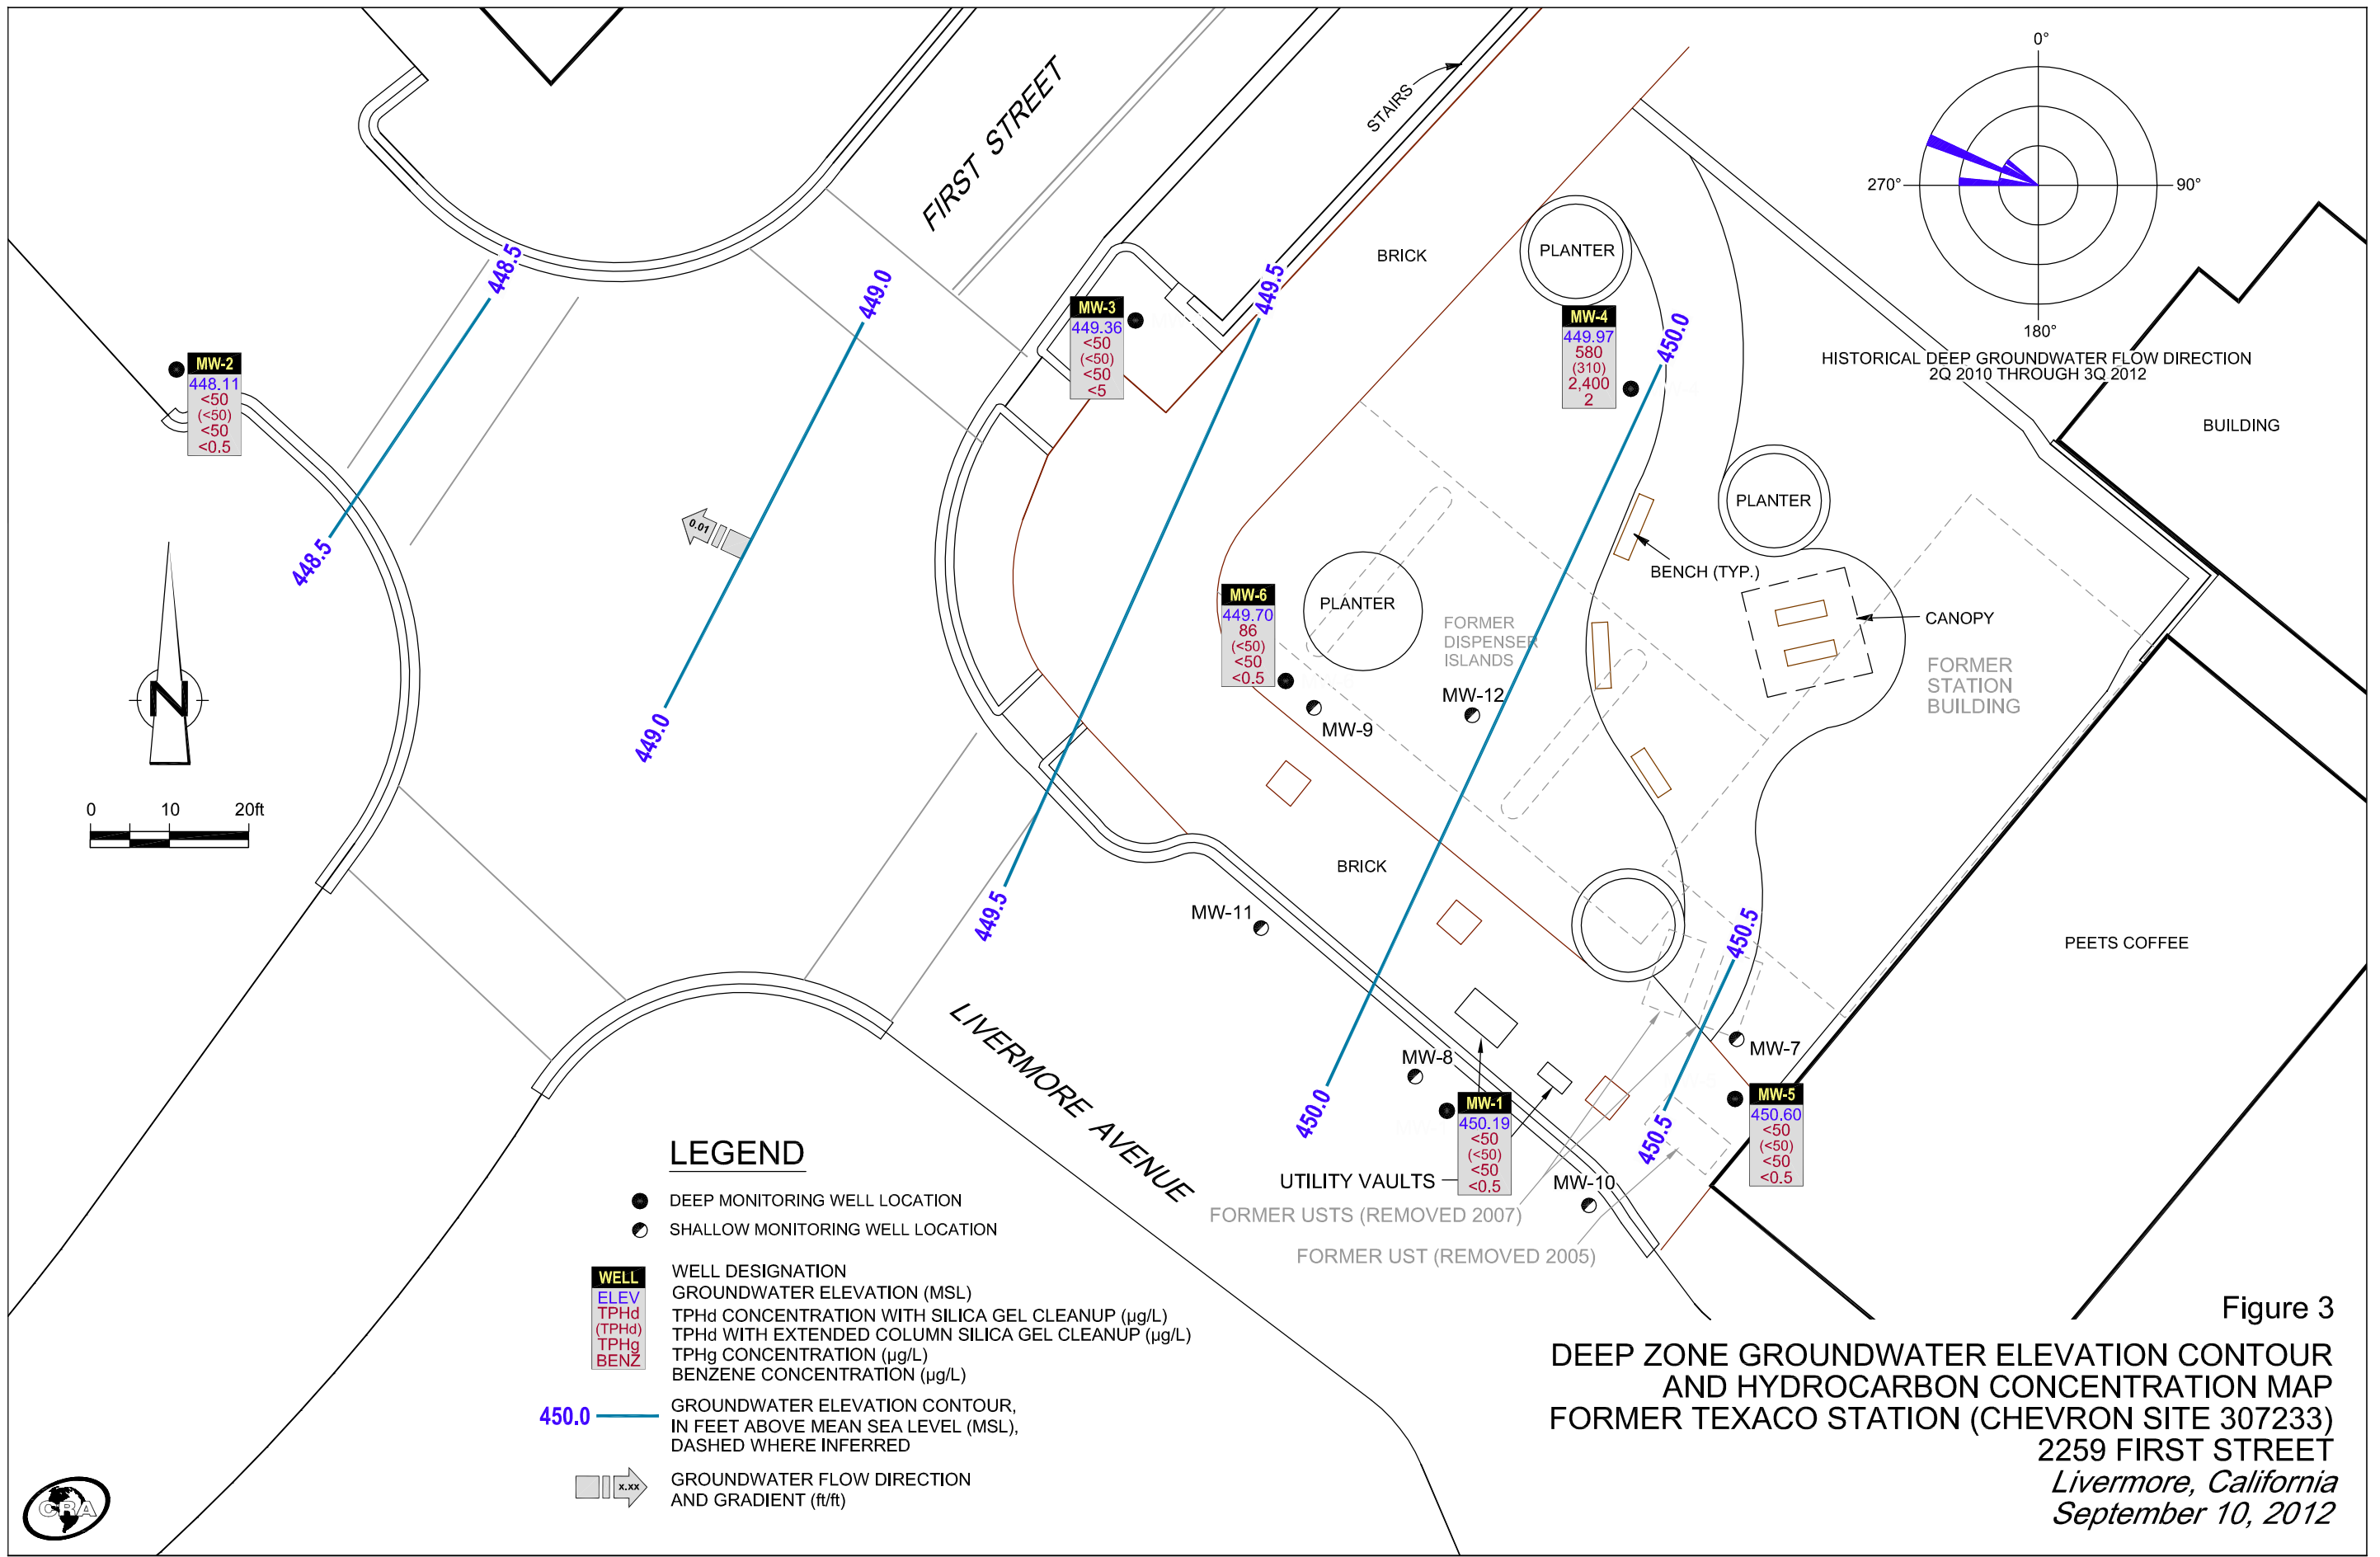 0°
270°
90°
180°
HISTORICAL DEEP GROUNDWATER FLOW DIRECTION
2Q 2010 THROUGH 3Q 2012
FIRST STREET
STAIRS
BRICK
PLANTER
BUILDING
448.5
449.0
449.5
450.0
MW-2
448.11
<50
(<50)
<50
<0.5
MW-3
449.36
<50
(<50)
<50
<5
MW-4
449.97
580
(310)
2,400
2
PLANTER
0.01
448.5
BENCH (TYP.)
MW-6
449.70
86
(<50)
<50
<0.5
PLANTER
FORMER
DISPENSER
ISLANDS
CANOPY
FORMER
STATION
BUILDING
N
MW-9
MW-12
449.0
0 10 20ft
BRICK
MW-11
449.5
450.5
PEETS COFFEE
LIVERMORE AVENUE
MW-7
MW-8
450.0
MW-1
450.19
<50
(<50)
<50
<0.5
450.5
MW-5
450.60
<50
(<50)
<50
<0.5
UTILITY VAULTS
MW-10
FORMER USTS (REMOVED 2007)
FORMER UST (REMOVED 2005)
LEGEND
DEEP MONITORING WELL LOCATION
SHALLOW MONITORING WELL LOCATION
WELL WELL DESIGNATION
ELEV GROUNDWATER ELEVATION (MSL)
TPHd TPHd CONCENTRATION WITH SILICA GEL CLEANUP (µg/L)
(TPHd) TPHd WITH EXTENDED COLUMN SILICA GEL CLEANUP (µg/L)
TPHg TPHg CONCENTRATION (µg/L)
BENZ BENZENE CONCENTRATION (µg/L)
450.0 GROUNDWATER ELEVATION CONTOUR,
IN FEET ABOVE MEAN SEA LEVEL (MSL),
DASHED WHERE INFERRED
x.xx GROUNDWATER FLOW DIRECTION
AND GRADIENT (ft/ft)
CRA
Figure 3
DEEP ZONE GROUNDWATER ELEVATION CONTOUR
AND HYDROCARBON CONCENTRATION MAP
FORMER TEXACO STATION (CHEVRON SITE 307233)
2259 FIRST STREET
Livermore, California
September 10, 2012